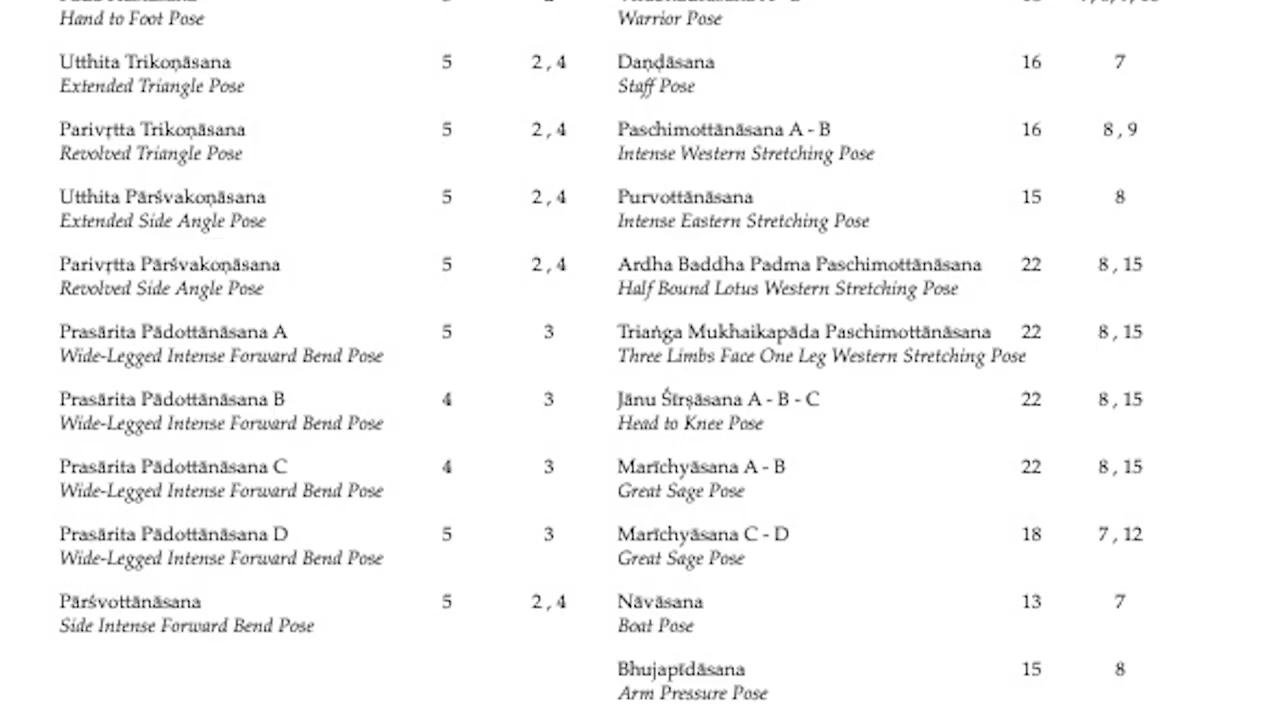 Hand to Foot Pose
Utthita Trikoṇāsana 5 2 , 4
Extended Triangle Pose
Parivṛtta Trikoṇāsana 5 2 , 4
Revolved Triangle Pose
Utthita Pārśvakoṇāsana 5 2 , 4
Extended Side Angle Pose
Parivṛtta Pārśvakoṇāsana 5 2 , 4
Revolved Side Angle Pose
Prasārita Pādottānāsana A 5 3
Wide-Legged Intense Forward Bend Pose
Prasārita Pādottānāsana B 4 3
Wide-Legged Intense Forward Bend Pose
Prasārita Pādottānāsana C 4 3
Wide-Legged Intense Forward Bend Pose
Prasārita Pādottānāsana D 5 3
Wide-Legged Intense Forward Bend Pose
Pārśvottānāsana 5 2 , 4
Side Intense Forward Bend Pose
Warrior Pose
Daṇḍāsana 16 7
Staff Pose
Paschimottānāsana A - B 16 8 , 9
Intense Western Stretching Pose
Purvottānāsana 15 8
Intense Eastern Stretching Pose
Ardha Baddha Padma Paschimottānāsana 22 8 , 15
Half Bound Lotus Western Stretching Pose
Triaṅga Mukhaikapāda Paschimottānāsana 22 8 , 15
Three Limbs Face One Leg Western Stretching Pose
Jānu Śīrṣāsana A - B - C 22 8 , 15
Head to Knee Pose
Marīchyāsana A - B 22 8 , 15
Great Sage Pose
Marīchyāsana C - D 18 7 , 12
Great Sage Pose
Nāvāsana 13 7
Boat Pose
Bhujapīdāsana 15 8
Arm Pressure Pose